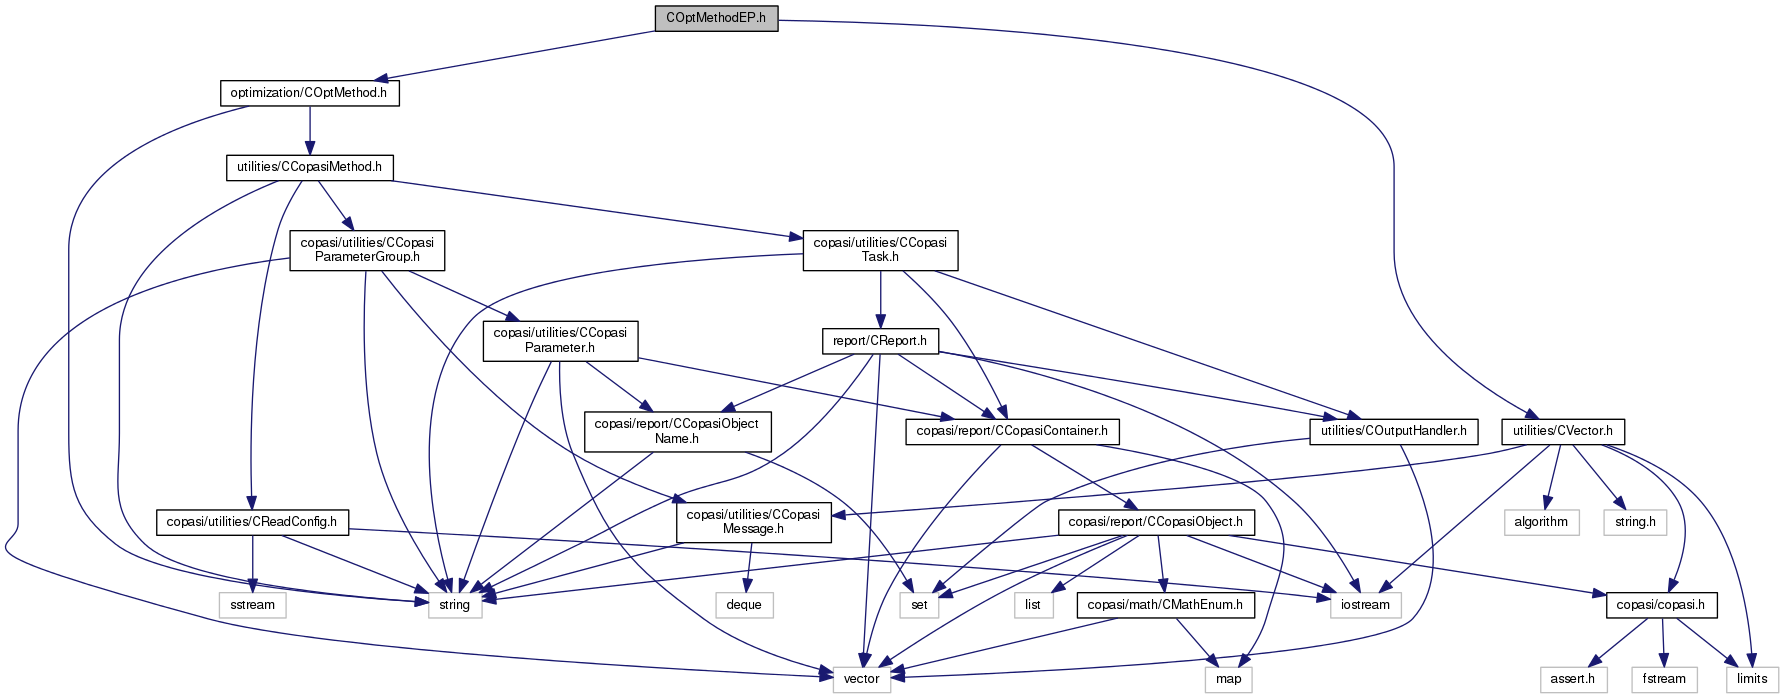 COptMethodEP.h
optimization/COptMethod.h
utilities/CCopasiMethod.h
copasi/utilities/CCopasi
ParameterGroup.h
copasi/utilities/CCopasi
Task.h
copasi/utilities/CCopasi
Parameter.h
report/CReport.h
copasi/report/CCopasiObject
Name.h
copasi/report/CCopasiContainer.h
utilities/COutputHandler.h
utilities/CVector.h
copasi/utilities/CReadConfig.h
copasi/utilities/CCopasi
Message.h
copasi/report/CCopasiObject.h
algorithm
string.h
sstream
string
deque
set
list
copasi/math/CMathEnum.h
iostream
copasi/copasi.h
vector
map
assert.h
fstream
limits